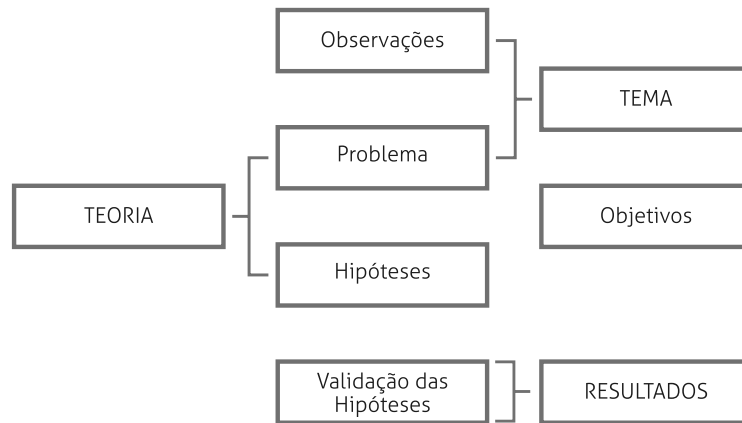 Observações
TEMA
Problema
TEORIA
Objetivos
Hipóteses
Validação das
Hipóteses
RESULTADOS